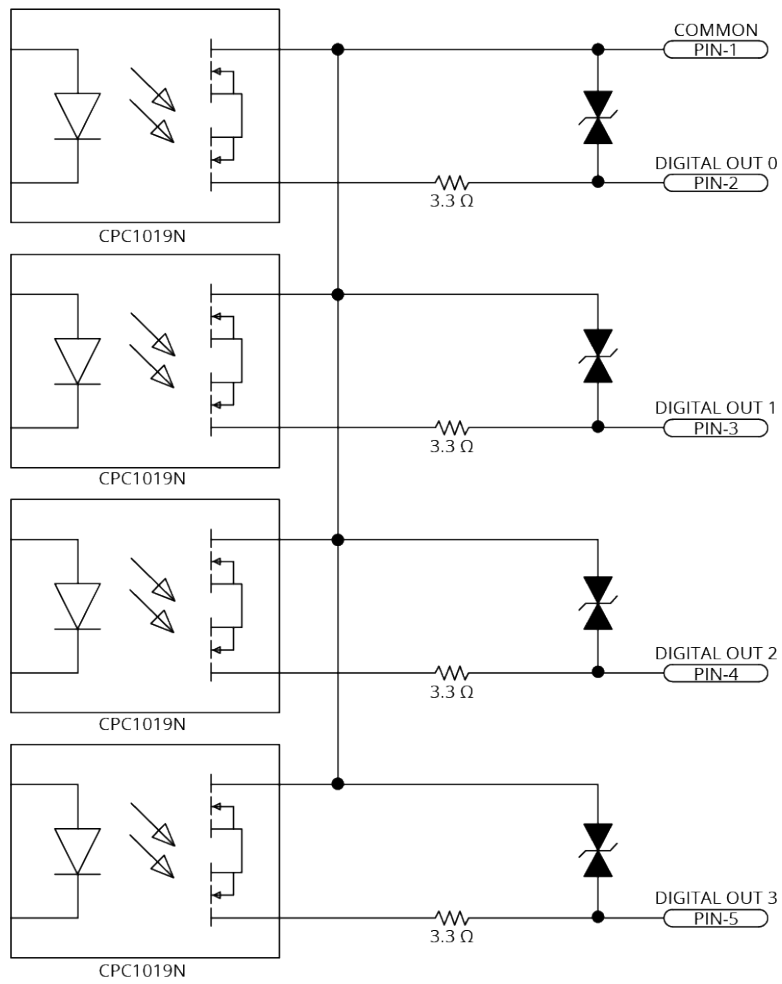 COMMON
PIN-1
DIGITAL OUT 0
PIN-2
3.3 Ω
CPC1019N
DIGITAL OUT 1
PIN-3
3.3 Ω
CPC1019N
DIGITAL OUT 2
PIN-4
3.3 Ω
CPC1019N
DIGITAL OUT 3
PIN-5
3.3 Ω
CPC1019N